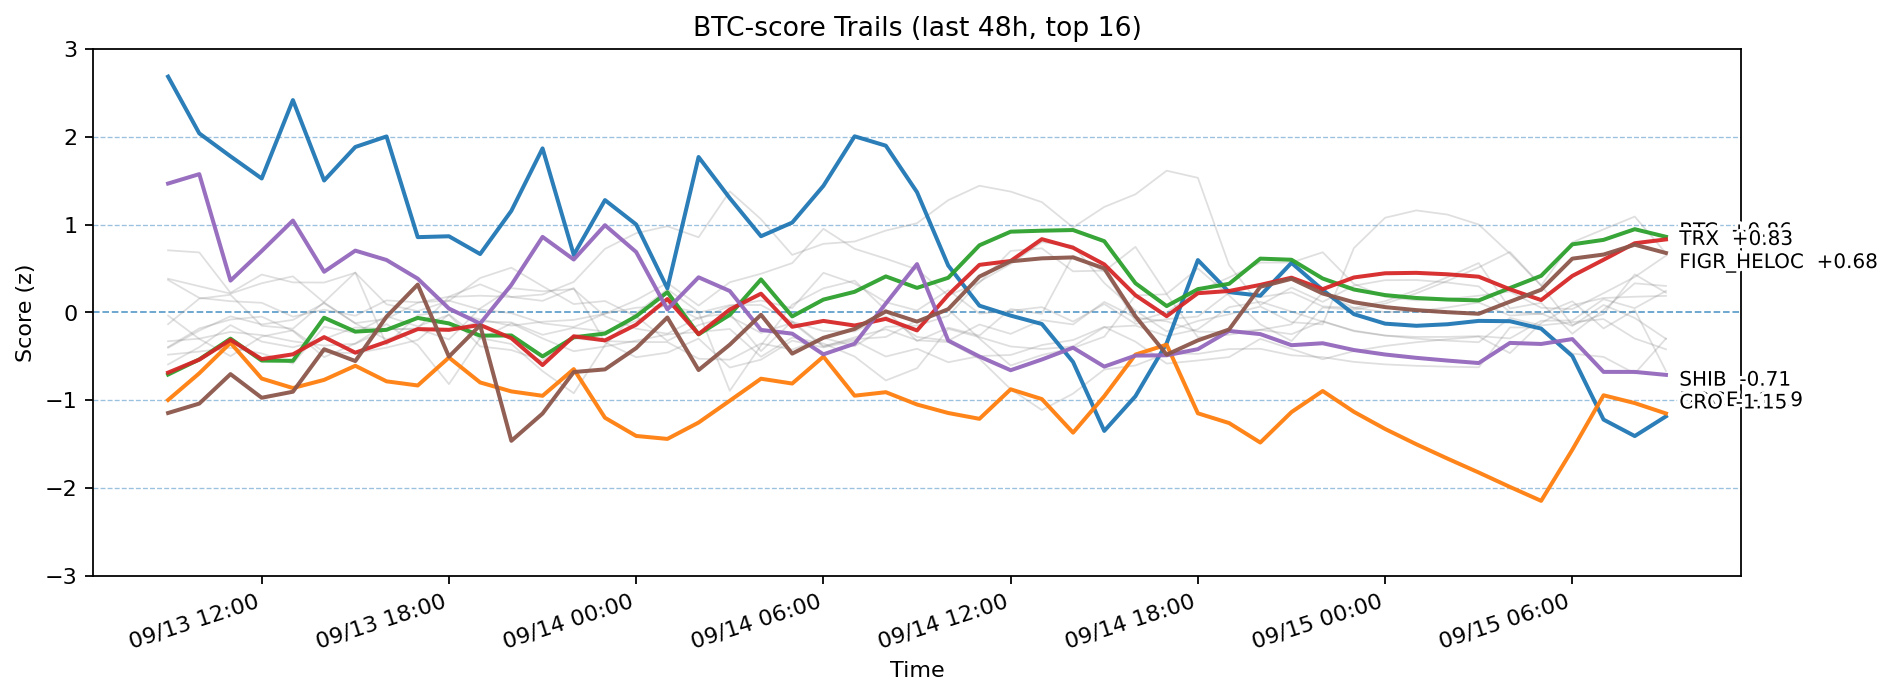 BTC-score Trails (last 48h, top 16)
Score (z)
3
2
1
0
−1
−2
−3
TRX +0.83
FIGR_HELOC +0.68
SHIB -0.71
CRO -1.15
09/13 12:00
09/13 18:00
09/14 00:00
09/14 06:00
09/14 12:00
09/14 18:00
09/15 00:00
09/15 06:00
Time